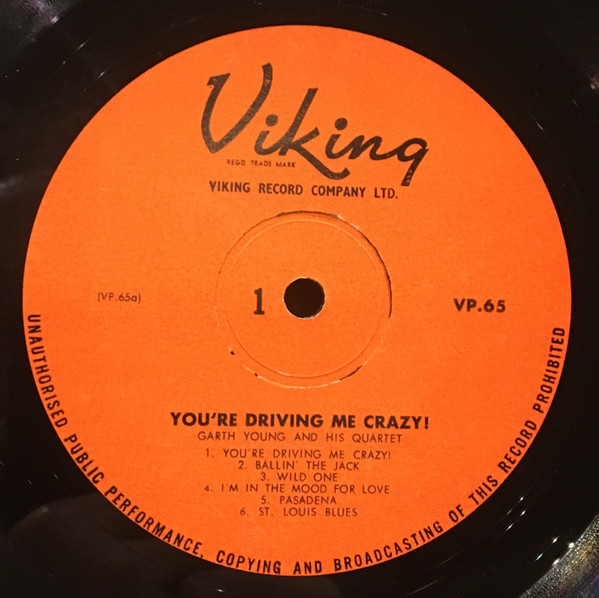 Viking
REGD. TRADE MARK
VIKING RECORD COMPANY LTD.
(VP.65a)
1
VP.65
YOU'RE DRIVING ME CRAZY!
GARTH YOUNG AND HIS QUARTET
1. YOU'RE DRIVING ME CRAZY!
2. BALLIN' THE JACK
3. WILD ONE
4. I'M IN THE MOOD FOR LOVE
5. PASADENA
6. ST. LOUIS BLUES
UNAUTHORISED PUBLIC PERFORMANCE, COPYING AND BROADCASTING OF THIS RECORD PROHIBITED